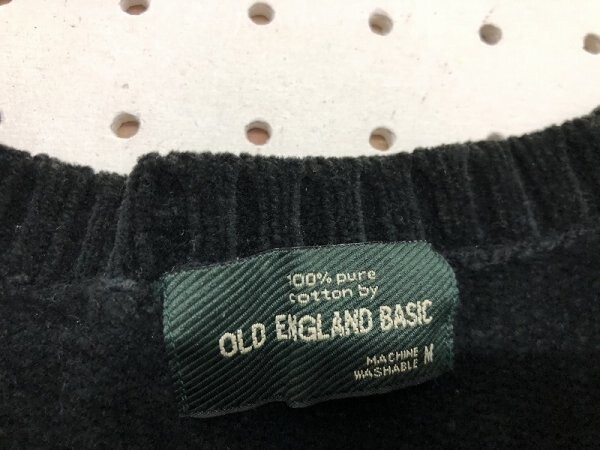 100% pure
cotton by
OLD ENGLAND BASIC
MACHINE
WASHABLE M